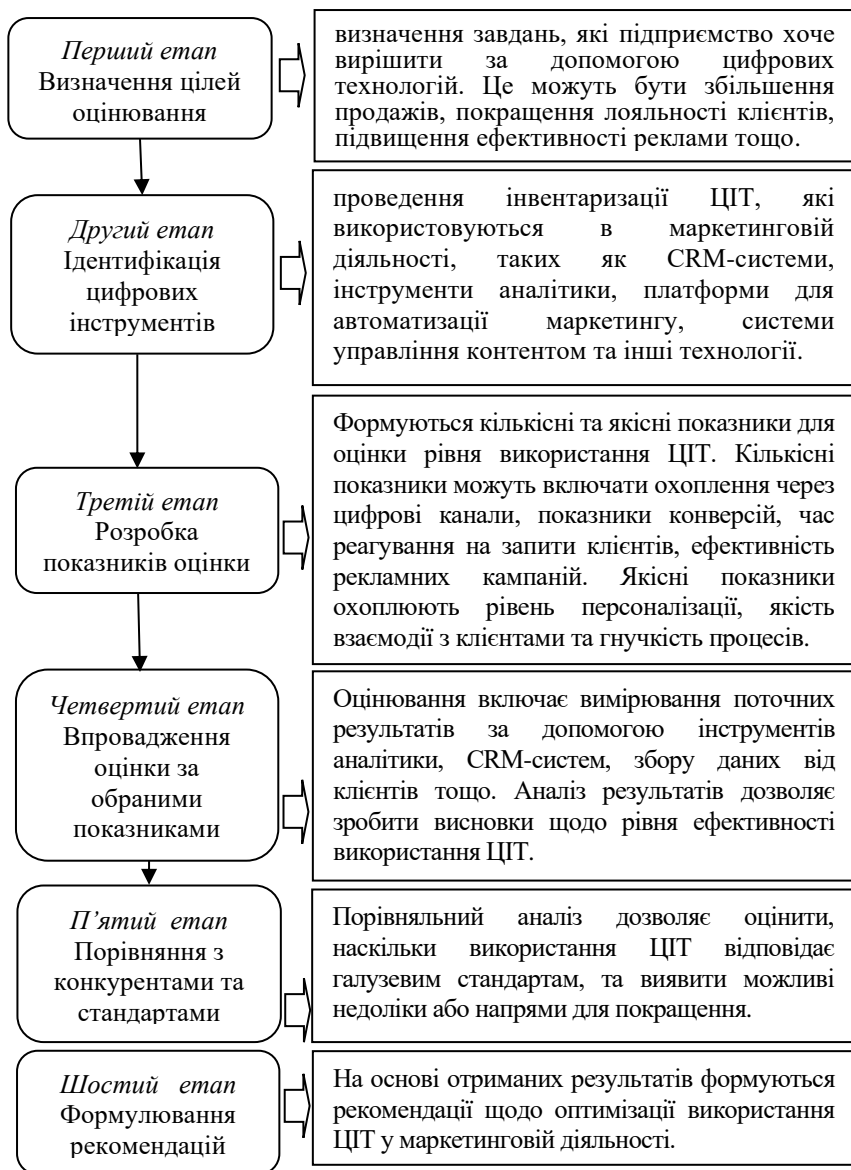 Перший етап
Визначення цілей
оцінювання
визначення завдань, які підприємство хоче
вирішити за допомогою цифрових
технологій. Це можуть бути збільшення
продажів, покращення лояльності клієнтів,
підвищення ефективності реклами тощо.
Другий етап
Ідентифікація
цифрових
інструментів
проведення інвентаризації ЦІТ, які
використовуються в маркетинговій
діяльності, таких як CRM-системи,
інструменти аналітики, платформи для
автоматизації маркетингу, системи
управління контентом та інші технології.
Третій етап
Розробка
показників оцінки
Формуються кількісні та якісні показники для
оцінки рівня використання ЦІТ. Кількісні
показники можуть включати охоплення через
цифрові канали, показники конверсій, час
реагування на запити клієнтів, ефективність
рекламних кампаній. Якісні показники
охоплюють рівень персоналізації, якість
взаємодії з клієнтами та гнучкість процесів.
Четвертий етап
Впровадження
оцінки за
обраними
показниками
Оцінювання включає вимірювання поточних
результатів за допомогою інструментів
аналітики, CRM-систем, збору даних від
клієнтів тощо. Аналіз результатів дозволяє
зробити висновки щодо рівня ефективності
використання ЦІТ.
П’ятий етап
Порівняння з
конкурентами та
стандартами
Порівняльний аналіз дозволяє оцінити,
наскільки використання ЦІТ відповідає
галузевим стандартам, та виявити можливі
недоліки або напрями для покращення.
Шостий етап
Формулювання
рекомендацій
На основі отриманих результатів формуються
рекомендації щодо оптимізації використання
ЦІТ у маркетинговій діяльності.